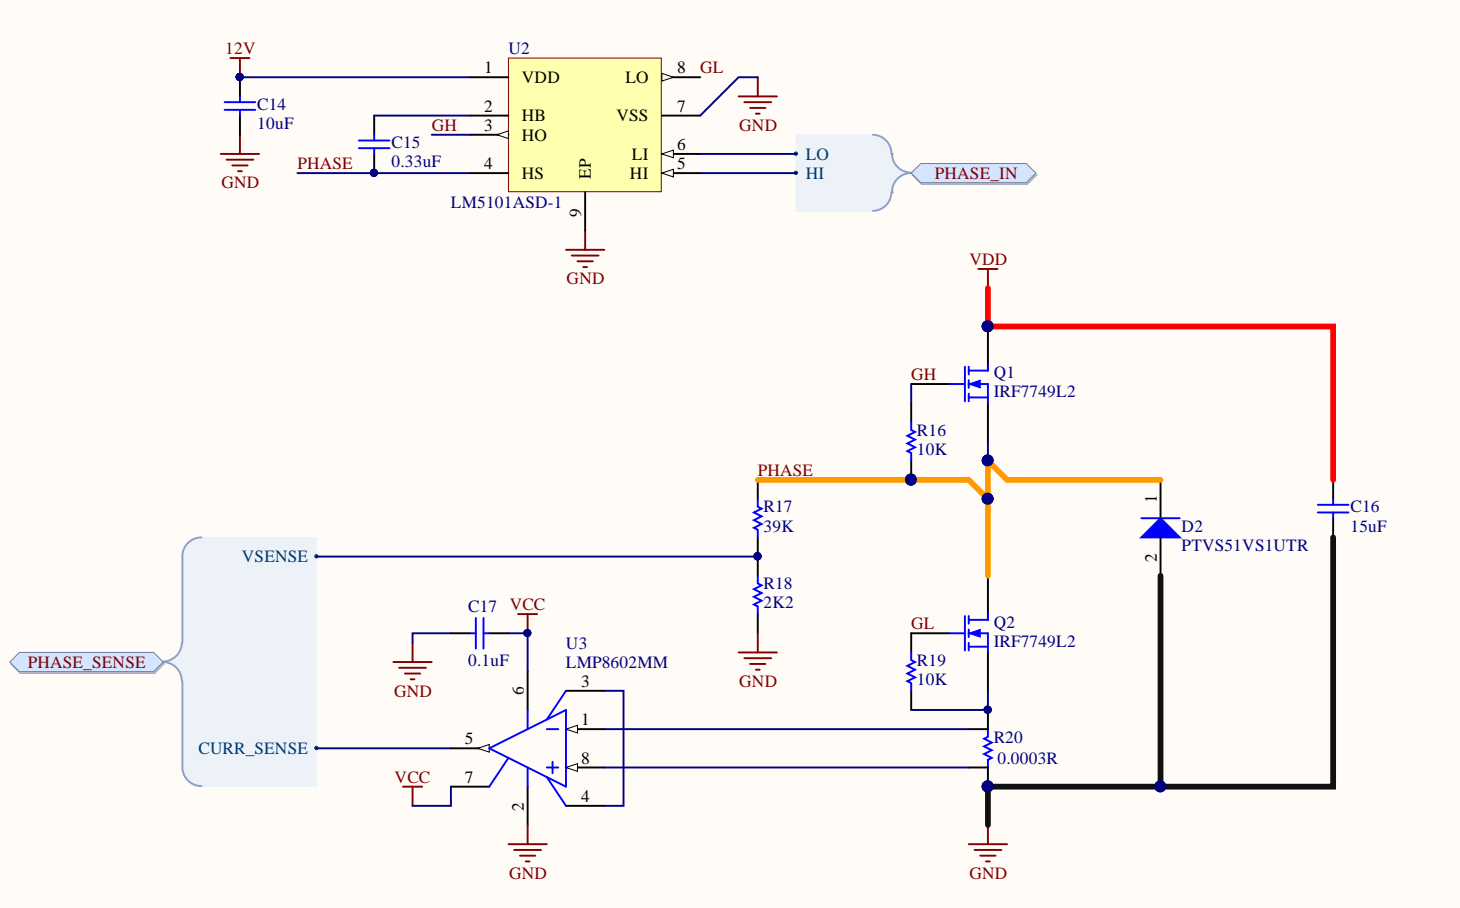 12V
C14
10uF
GND
PHASE
GH
C15
0.33uF
U2
1
VDD
2
HB
3
HO
4
HS
EP
9
LO
8
GL
VSS
7
LI
6
HI
5
LM5101ASD-1
GND
GND
LO
HI
PHASE_IN
VDD
GH
Q1
IRF7749L2
R16
10K
PHASE
R17
39K
VSENSE
R18
2K2
GND
1
D2
PTVS51VS1UTR
2
C16
15uF
C17
0.1uF
VCC
GND
U3
LMP8602MM
GL
Q2
IRF7749L2
R19
10K
PHASE_SENSE
6
3
1
5
CURR_SENSE
8
7
VCC
4
2
GND
R20
0.0003R
GND